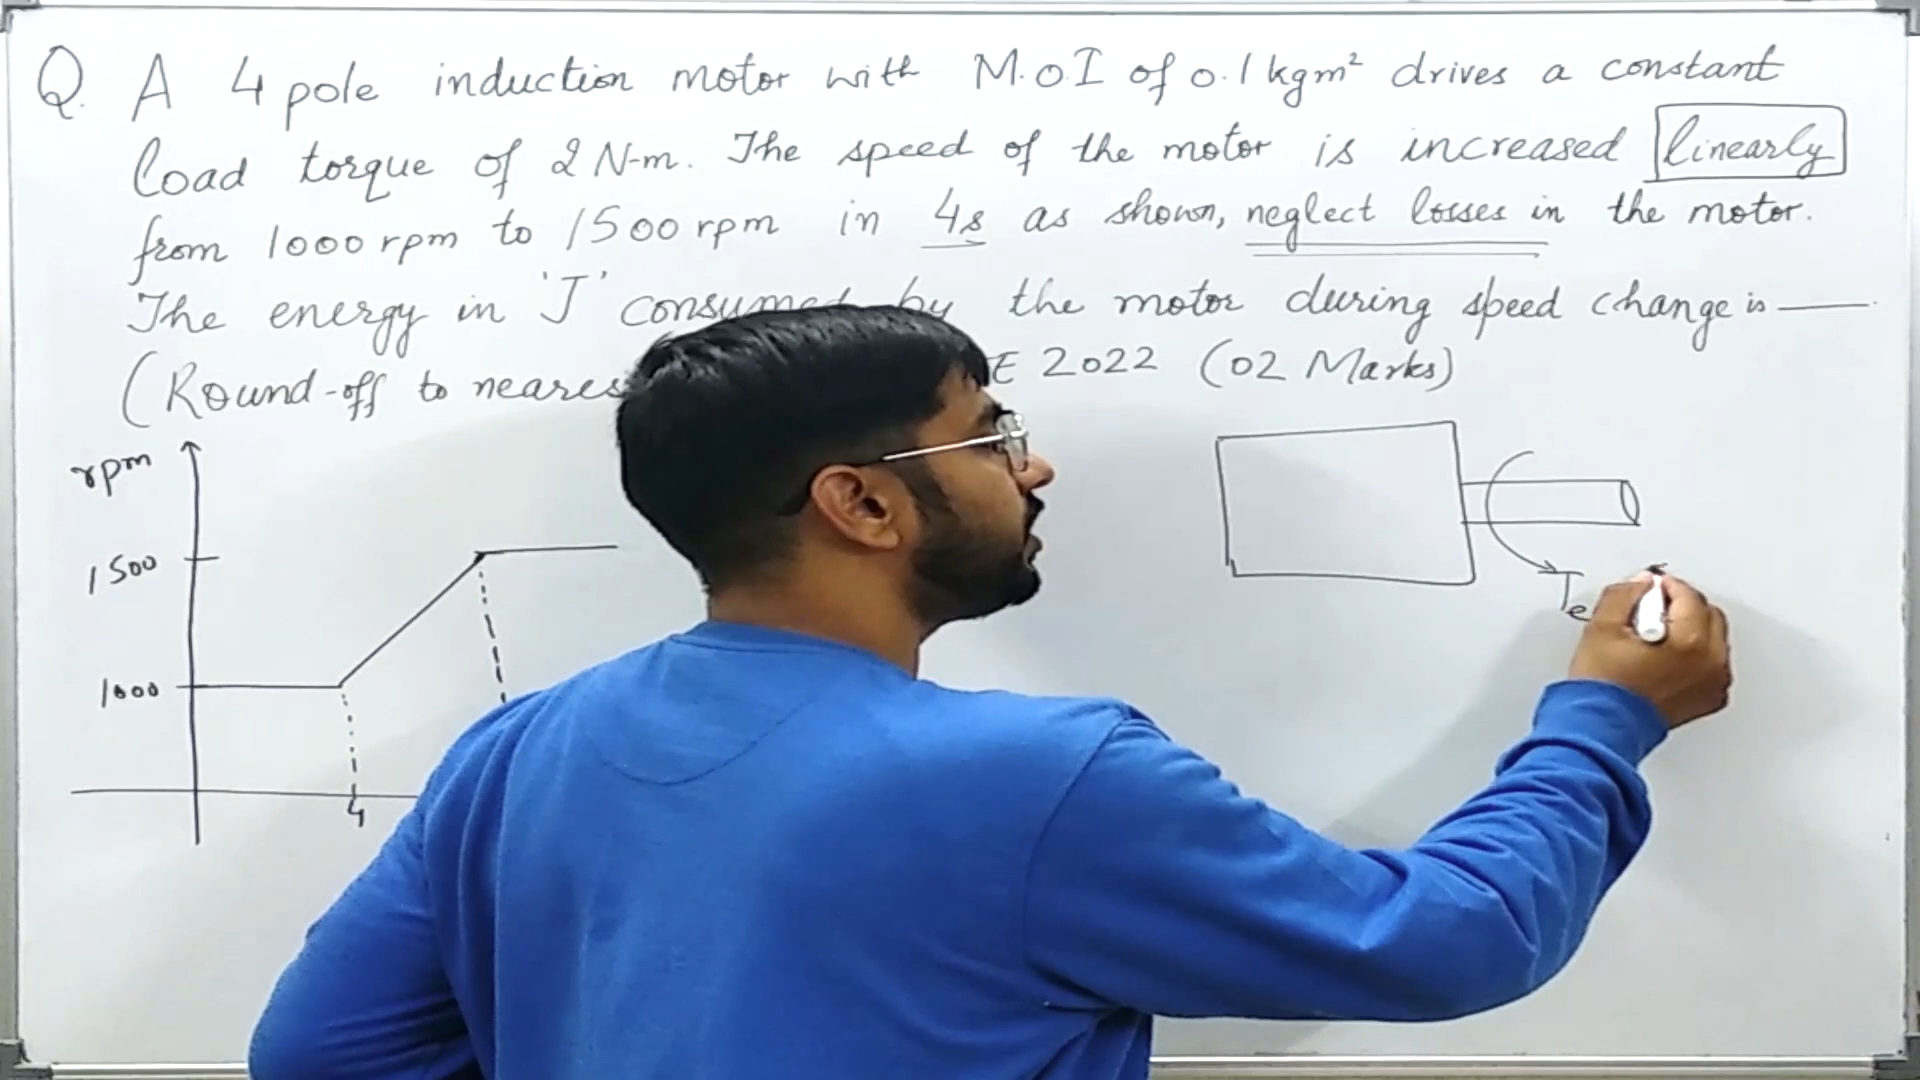 Q. A 4 pole induction motor with M.O.I of 0.1 kgm² drives a constant
load torque of 2 N-m. The speed of the motor is increased linearly
from 1000 rpm to 1500 rpm in 4s as shown, neglect losses in the motor.
The energy in 'J' consumed by the motor during speed change is ——
(Round-off to 2022 (02 Marks)
rpm
1500
1000
4
Te